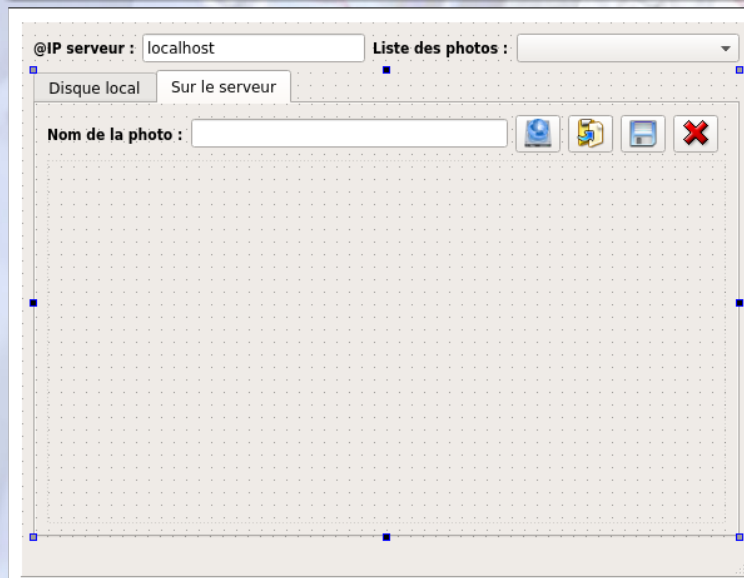 @IP serveur : localhost Liste des photos :
Disque local Sur le serveur
Nom de la photo :